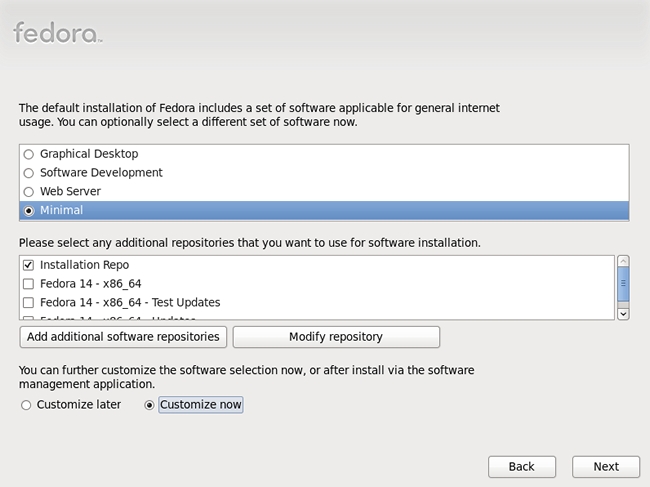 fedora
The default installation of Fedora includes a set of software applicable for general internet
usage. You can optionally select a different set of software now.
Graphical Desktop
Software Development
Web Server
Minimal
Please select any additional repositories that you want to use for software installation.
Installation Repo
Fedora 14 - x86_64
Fedora 14 - x86_64 - Test Updates
Fedora 14 - x86_64 - Updates
Add additional software repositories
Modify repository
You can further customize the software selection now, or after install via the software
management application.
Customize later
Customize now
Back
Next